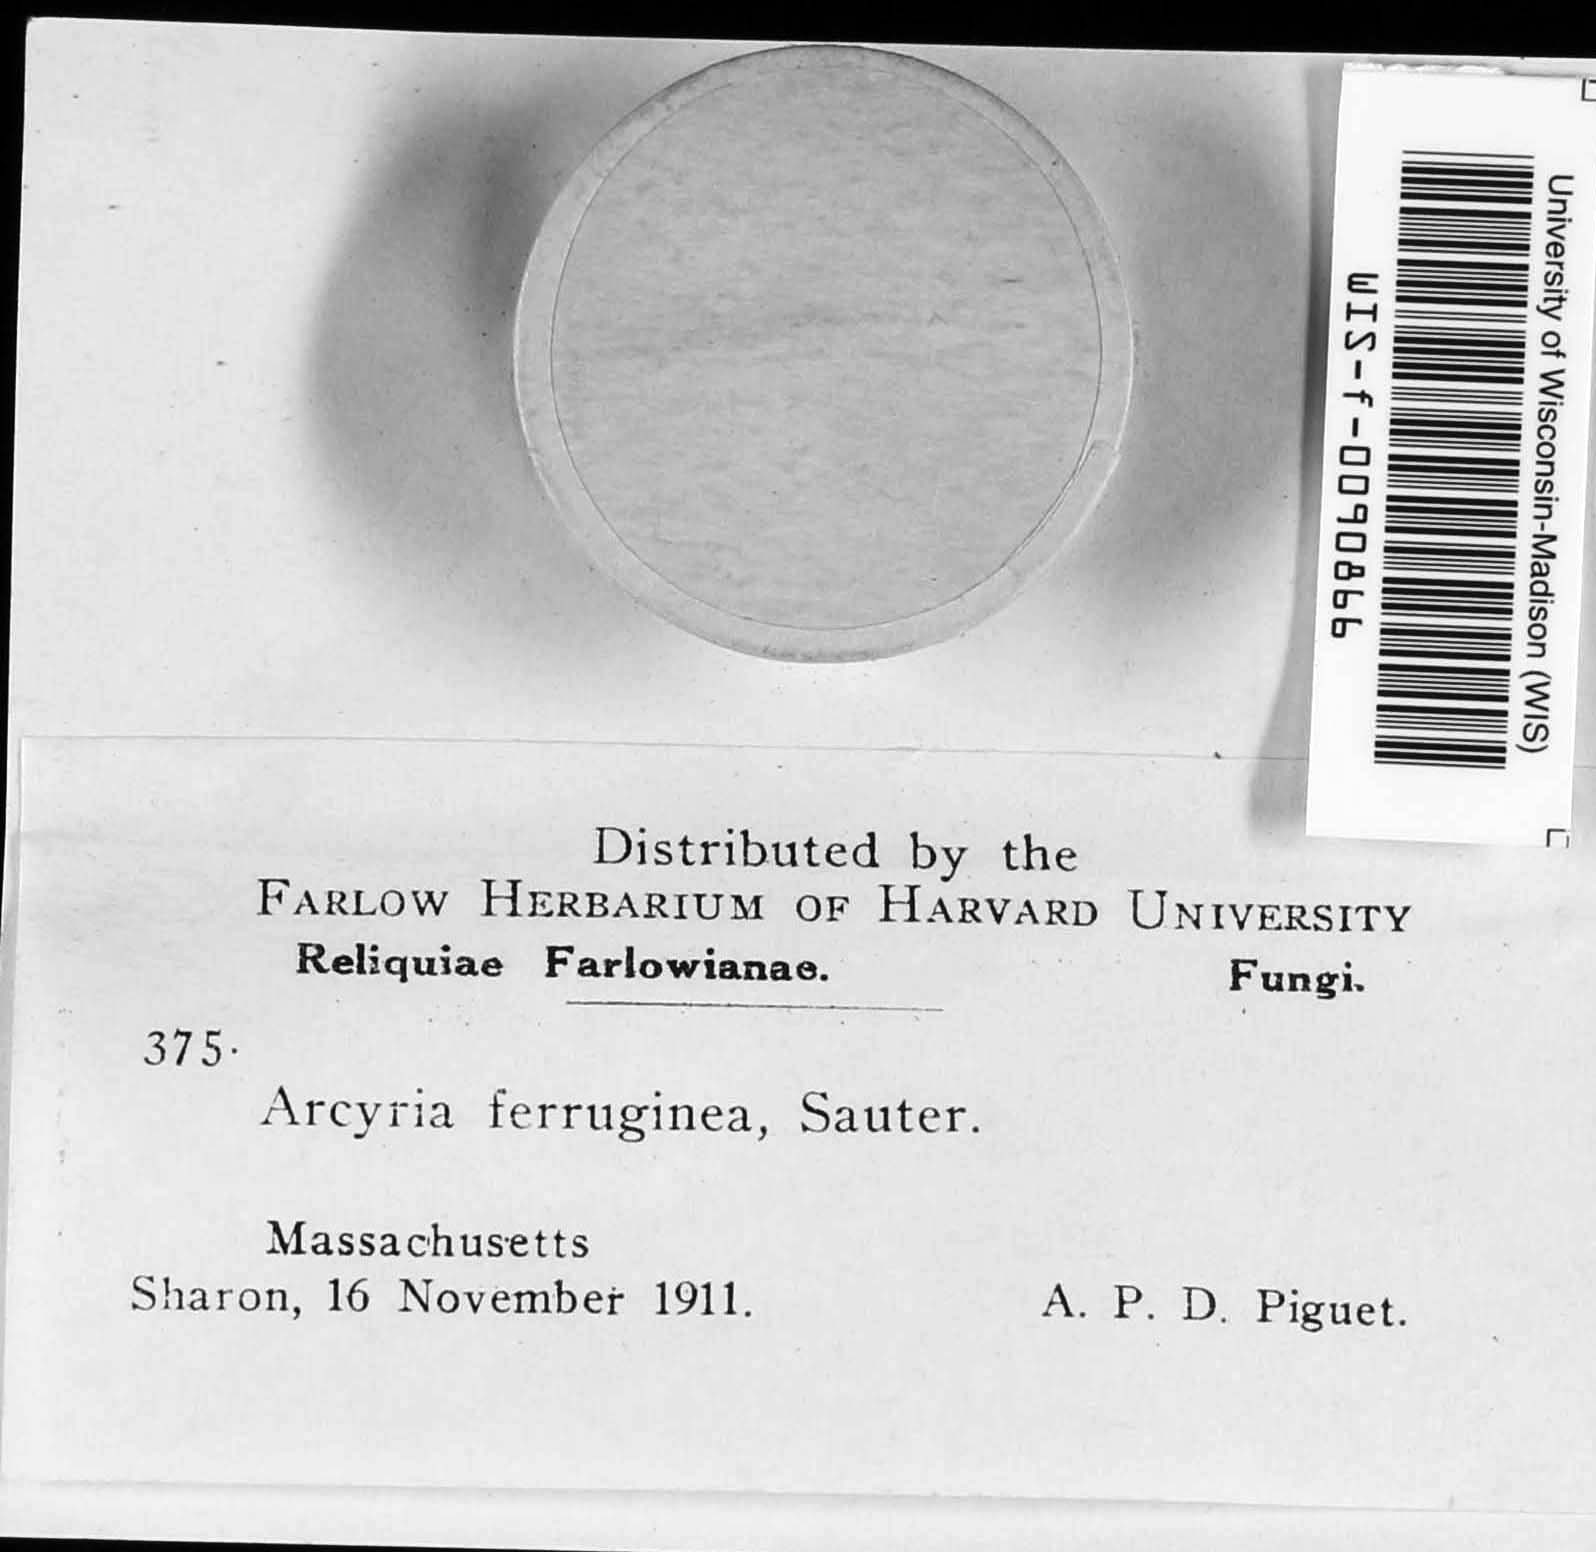 University of Wisconsin-Madison (WIS)
WIS-f-0090866
Distributed by the
FARLOW HERBARIUM OF HARVARD UNIVERSITY
Reliquiae Farlowianae. Fungi.
375.
Arcyria ferruginea, Sauter.
Massachusetts
Sharon, 16 November 1911. A. P. D. Piguet.